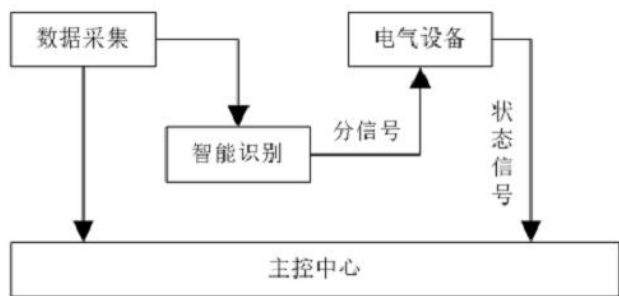 数据采集
电气设备
智能识别
分信号
状态信号
主控中心